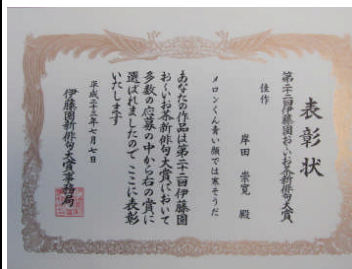 表彰状
第二十二回伊藤園おーいお茶新俳句大賞
佳作
岸田 崇寛 殿
メロンくん青い顔では寒そうだ
あなたの作品は第二十二回伊藤園
おーいお茶新俳句大賞において
多数の応募の中から右の賞に
選ばれましたのでここに表彰
いたします
平成二十三年七月七日
伊藤園新俳句大賞事務局